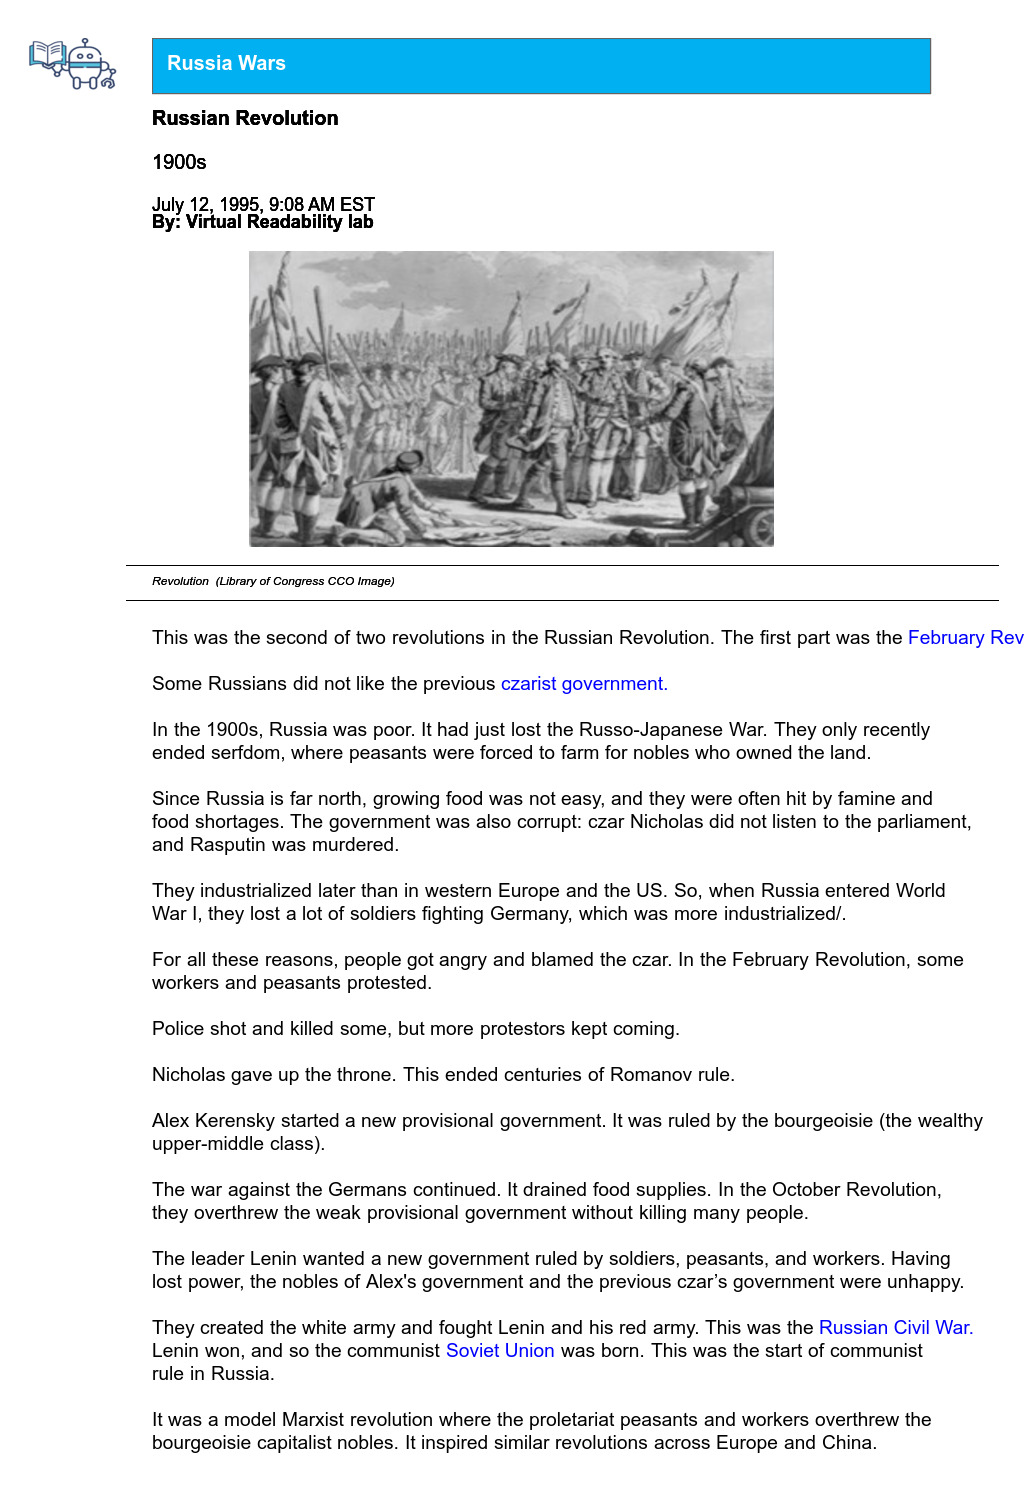 Russia Wars
Russian Revolution
1900s
July 12, 1995, 9:08 AM EST
By: Virtual Readability lab
Revolution (Library of Congress CCO Image)
This was the second of two revolutions in the Russian Revolution. The first part was the February Rev
Some Russians did not like the previous czarist government.
In the 1900s, Russia was poor. It had just lost the Russo-Japanese War. They only recently
ended serfdom, where peasants were forced to farm for nobles who owned the land.
Since Russia is far north, growing food was not easy, and they were often hit by famine and
food shortages. The government was also corrupt: czar Nicholas did not listen to the parliament,
and Rasputin was murdered.
They industrialized later than in western Europe and the US. So, when Russia entered World
War I, they lost a lot of soldiers fighting Germany, which was more industrialized/.
For all these reasons, people got angry and blamed the czar. In the February Revolution, some
workers and peasants protested.
Police shot and killed some, but more protestors kept coming.
Nicholas gave up the throne. This ended centuries of Romanov rule.
Alex Kerensky started a new provisional government. It was ruled by the bourgeoisie (the wealthy
upper-middle class).
The war against the Germans continued. It drained food supplies. In the October Revolution,
they overthrew the weak provisional government without killing many people.
The leader Lenin wanted a new government ruled by soldiers, peasants, and workers. Having
lost power, the nobles of Alex's government and the previous czar’s government were unhappy.
They created the white army and fought Lenin and his red army. This was the Russian Civil War.
Lenin won, and so the communist Soviet Union was born. This was the start of communist
rule in Russia.
It was a model Marxist revolution where the proletariat peasants and workers overthrew the
bourgeoisie capitalist nobles. It inspired similar revolutions across Europe and China.